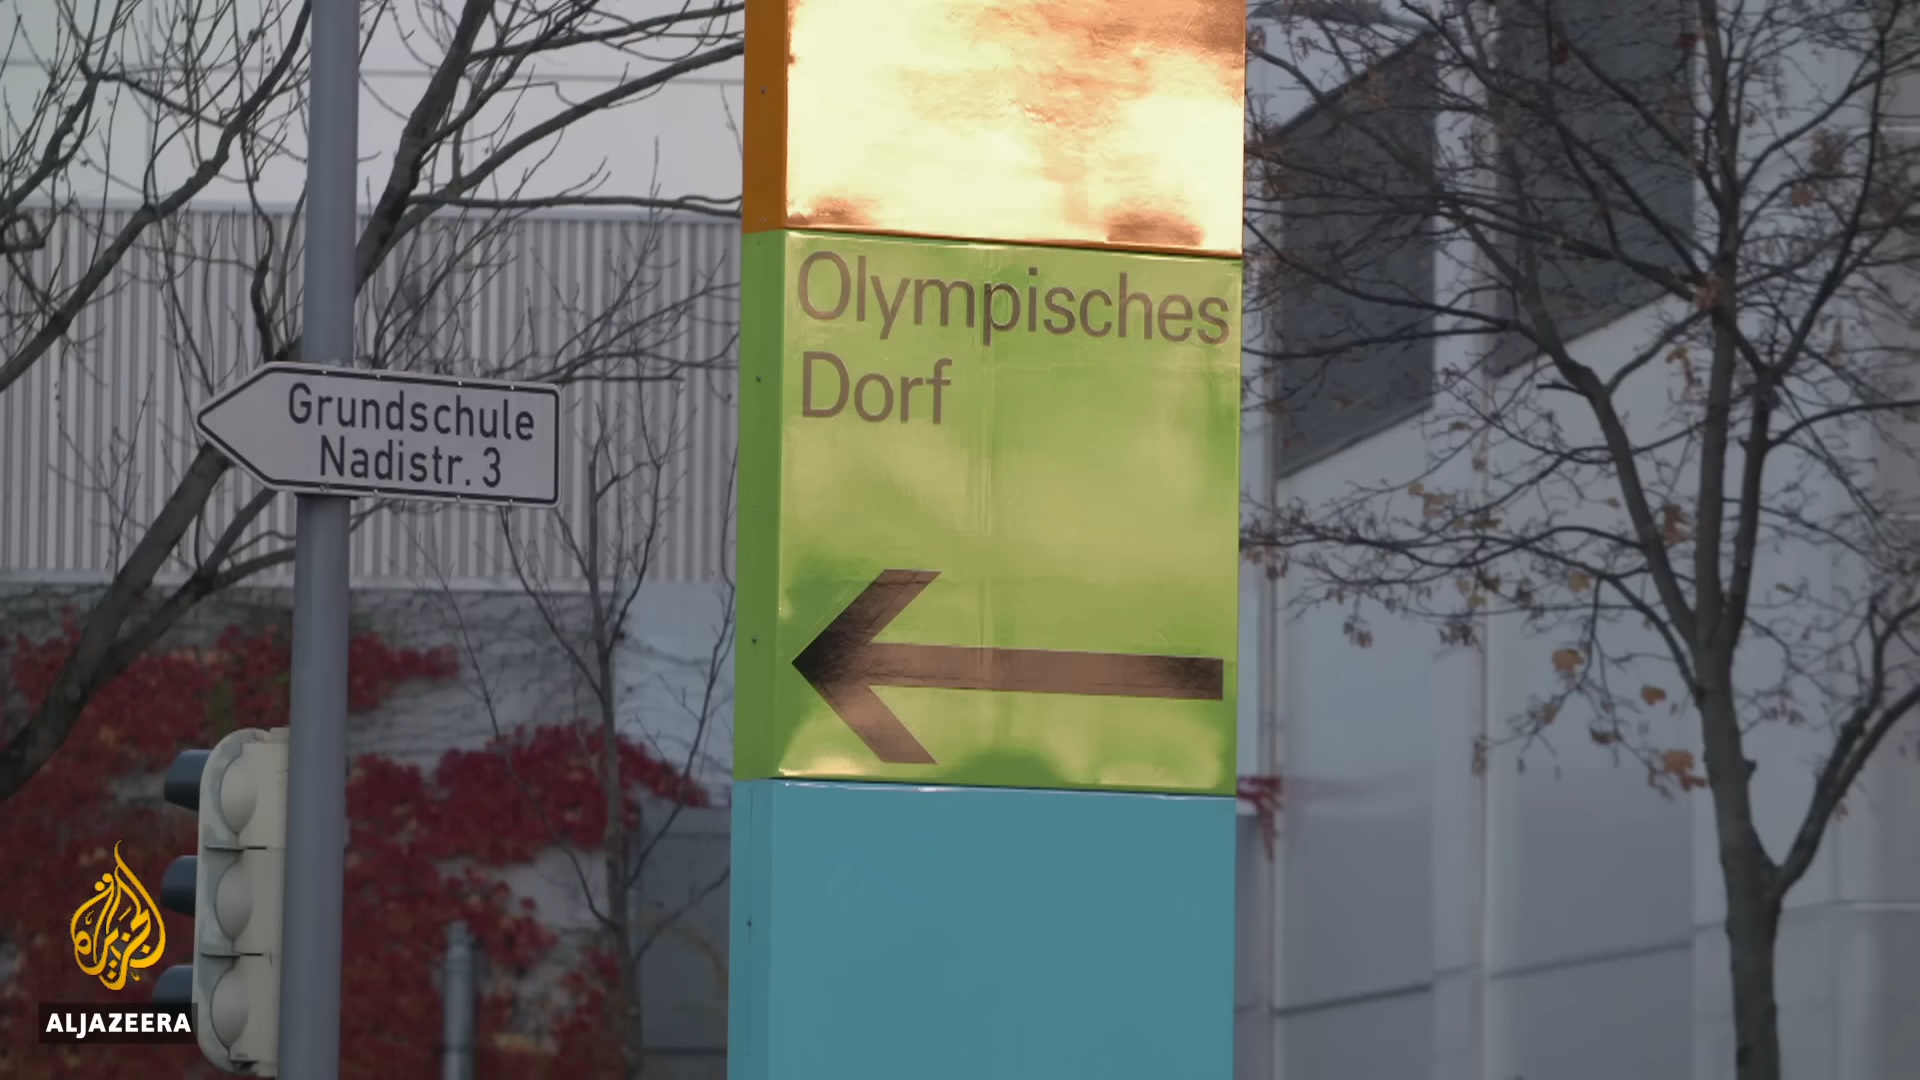 Olympisches
Dorf
Grundschule
Nadistr. 3
ALJAZEERA